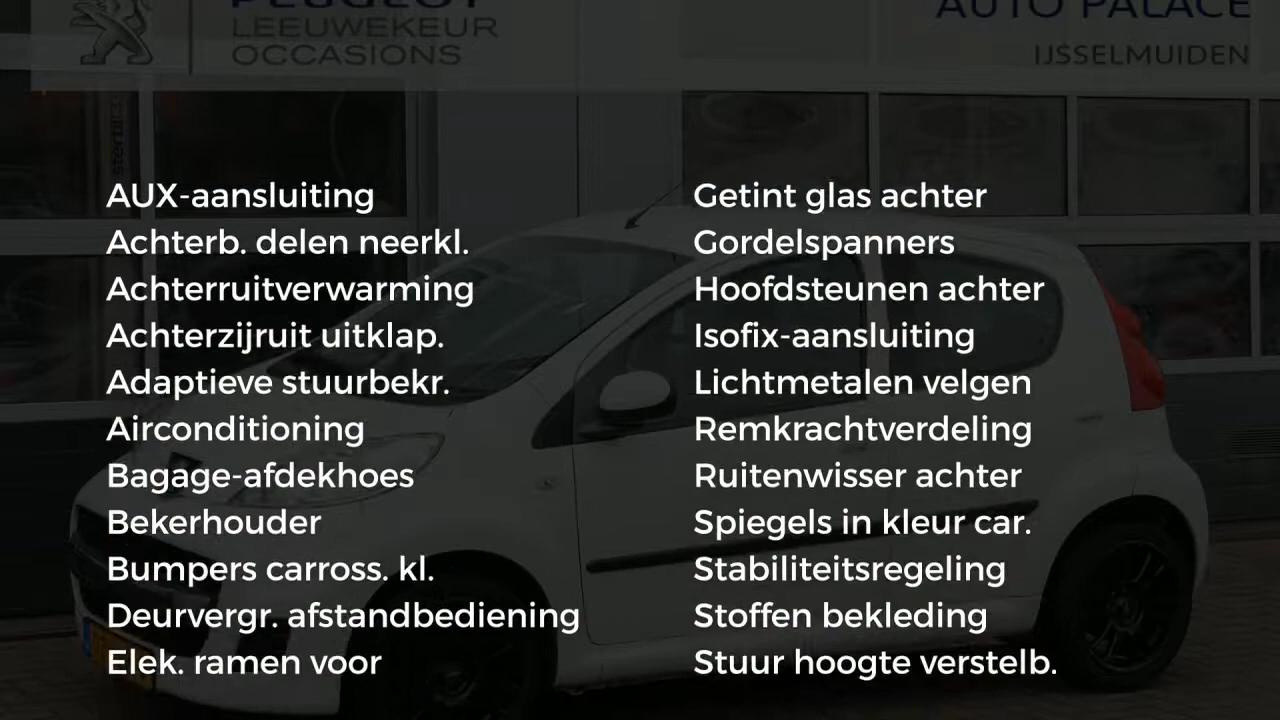 PEUGEOT
LEEUWEKEUR
OCCASIONS
AUTO PALACE
IJSSELMUIDEN
AUX-aansluiting
Achterb. delen neerkl.
Achterruitverwarming
Achterzijruit uitklap.
Adaptieve stuurbekr.
Airconditioning
Bagage-afdekhoes
Bekerhouder
Bumpers carross. kl.
Deurvergr. afstandbediening
Elek. ramen voor
Getint glas achter
Gordelspanners
Hoofdsteunen achter
Isofix-aansluiting
Lichtmetalen velgen
Remkrachtverdeling
Ruitenwisser achter
Spiegels in kleur car.
Stabiliteitsregeling
Stoffen bekleding
Stuur hoogte verstelb.